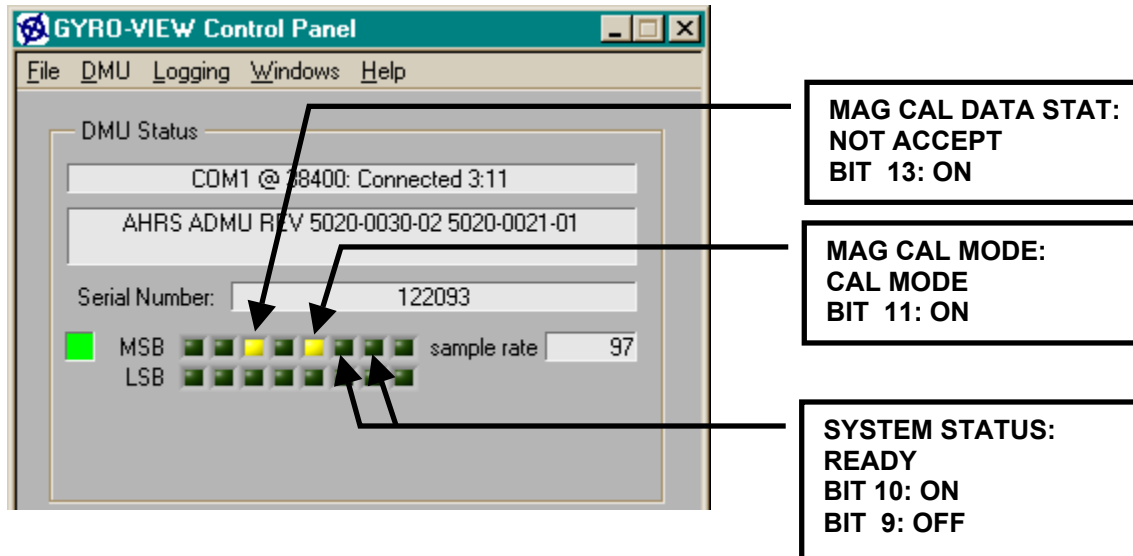 GYRO-VIEW Control Panel
File DMU Logging Windows Help
DMU Status
COM1 @ 38400: Connected 3:11
AHRS ADMU REV 5020-0030-02 5020-0021-01
Serial Number: 122093
MSB sample rate 97
LSB
MAG CAL DATA STAT:
NOT ACCEPT
BIT 13: ON
MAG CAL MODE:
CAL MODE
BIT 11: ON
SYSTEM STATUS:
READY
BIT 10: ON
BIT 9: OFF